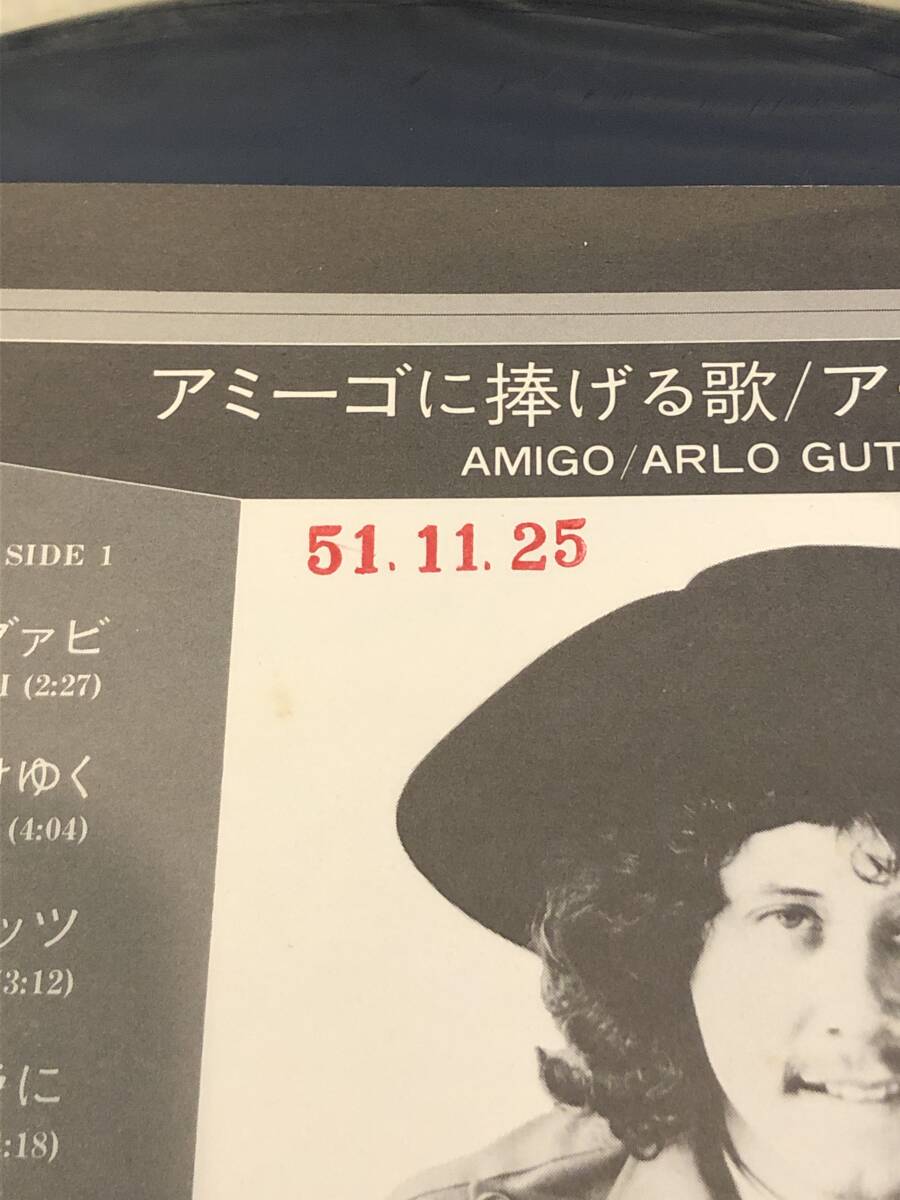 アミーゴに捧げる歌/ア
AMIGO/ARLO GUT
51.11.25
SIDE 1
ヴァビ
I (2:27)
ゆく
(4:04)
ッツ
(3:12)
に
:18)